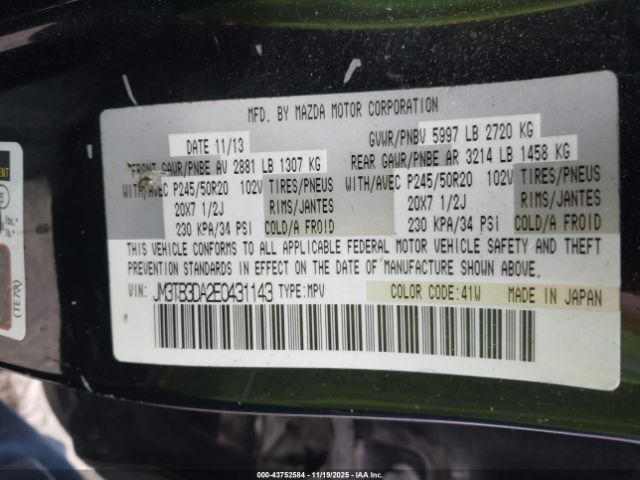 MFD. BY MAZDA MOTOR CORPORATION
DATE 11/13
GVWR/PNBV 5997 LB 2720 KG
FRONT GAWR/PNBE AV 2881 LB 1307 KG
REAR GAWR/PNBE AR 3214 LB 1458 KG
WITH/AVEC P245/50R20 102V TIRES/PNEUS
WITH/AVEC P245/50R20 102V TIRES/PNEUS
20X7 1/2J RIMS/JANTES
20X7 1/2J RIMS/JANTES
230 KPA/34 PSI COLD/A FROID
230 KPA/34 PSI COLD/A FROID
THIS VEHICLE CONFORMS TO ALL APPLICABLE FEDERAL MOTOR VEHICLE SAFETY AND THEFT
PREVENTION STANDARDS IN EFFECT ON THE DATE OF MANUFACTURE SHOWN ABOVE.
VIN: JM3TB3DA2E0431143 TYPE:MPV
COLOR CODE:41W MADE IN JAPAN
(TE70)
IAA 000-43752584 — 11/19/2025 — IAAI.COM